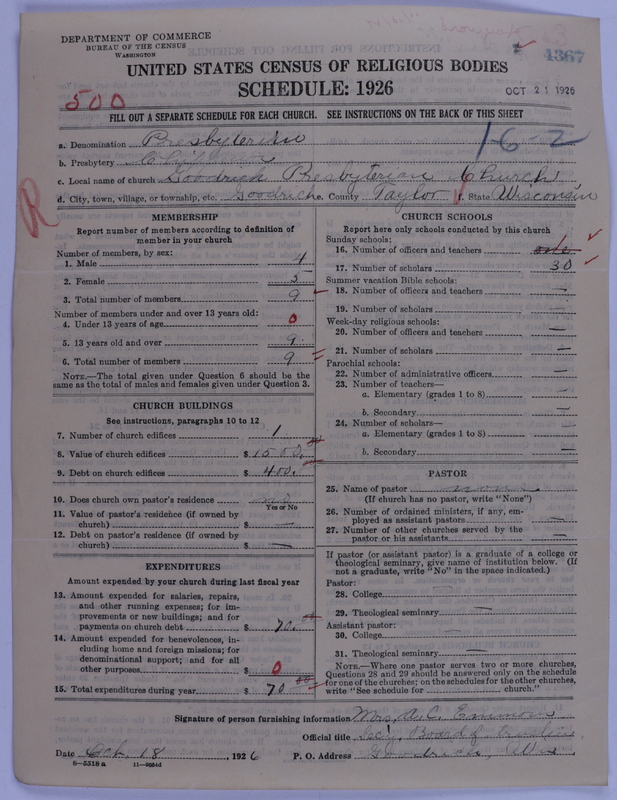 DEPARTMENT OF COMMERCE
BUREAU OF THE CENSUS
WASHINGTON
4367
UNITED STATES CENSUS OF RELIGIOUS BODIES
SCHEDULE: 1926
OCT 21 1926
500
FILL OUT A SEPARATE SCHEDULE FOR EACH CHURCH. SEE INSTRUCTIONS ON THE BACK OF THIS SHEET
16-2
a. Denomination Presbyterian
b. Presbytery Chippewa
c. Local name of church Goodrich Presbyterian Church
d. City, town, village, or township, etc. Goodrich e. County Taylor f. State Wisconsin
R
MEMBERSHIP
Report number of members according to definition of
member in your church
Number of members, by sex:
1. Male 4
2. Female 5
3. Total number of members 9
Number of members under and over 13 years old:
4. Under 13 years of age 0
5. 13 years old and over 9
6. Total number of members 9
NOTE.—The total given under Question 6 should be
same as the total of males and females given under Question 3.
CHURCH BUILDINGS
See instructions, paragraphs 10 to 12
7. Number of church edifices 1
8. Value of church edifices $ 1500.
9. Debt on church edifices $ 400.
10. Does church own pastor's residence no
Yes or No
11. Value of pastor's residence (if owned by
church) $ —
12. Debt on pastor's residence (if owned by
church) $ —
EXPENDITURES
Amount expended by your church during last fiscal year
13. Amount expended for salaries, repairs,
and other running expenses; for im-
provements or new buildings; and for
payments on church debt $ 70.
14. Amount expended for benevolences, in-
cluding home and foreign missions; for
denominational support; and for all
other purposes $ 0
15. Total expenditures during year $ 70 00
CHURCH SCHOOLS
Report here only schools conducted by this church
Sunday schools:
16. Number of officers and teachers one 1
17. Number of scholars 30
Summer vacation Bible schools:
18. Number of officers and teachers —
19. Number of scholars —
Week-day religious schools:
20. Number of officers and teachers —
21. Number of scholars —
Parochial schools:
22. Number of administrative officers —
23. Number of teachers—
a. Elementary (grades 1 to 8) —
b. Secondary —
24. Number of scholars—
a. Elementary (grades 1 to 8) —
b. Secondary —
PASTOR
25. Name of pastor none
(If church has no pastor, write "None")
26. Number of ordained ministers, if any, em-
ployed as assistant pastors —
27. Number of other churches served by the
pastor or his assistants —
If pastor (or assistant pastor) is a graduate of a college or
theological seminary, give name of institution below. (If
not a graduate, write "No" in the space indicated.)
Pastor:
28. College —
29. Theological seminary —
Assistant pastor:
30. College —
31. Theological seminary —
NOTE.—Where one pastor serves two or more churches,
Questions 28 and 29 should be answered only on the schedule
for one of the churches; on the schedules for the other churches,
write "See schedule for church."
Signature of person furnishing information Mrs. A. C. Emmons
Official title Sec'y, Board of Trustees
Date Oct. 18, 1926 P. O. Address Goodrich, Wis.
8—5518 a 11—9684d